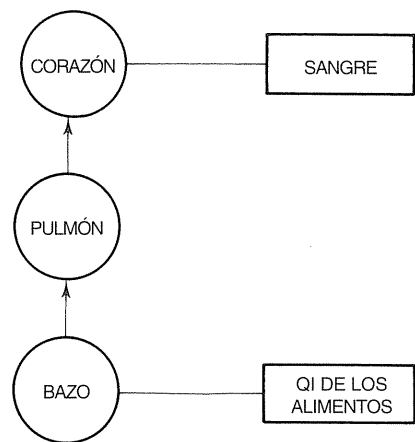 CORAZÓN
SANGRE
PULMÓN
BAZO
QI DE LOS
ALIMENTOS